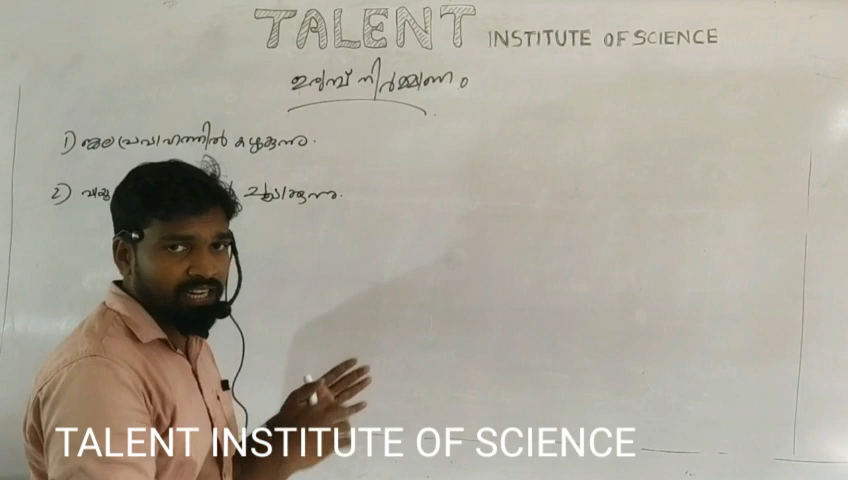 TALENT INSTITUTE OF SCIENCE
ഇരുമ്പ് നിർമ്മാണം
1) ജലപ്രവാഹത്തിൽ കഴുകുന്നു.
2) ചൂടാക്കുന്നു.
TALENT INSTITUTE OF SCIENCE